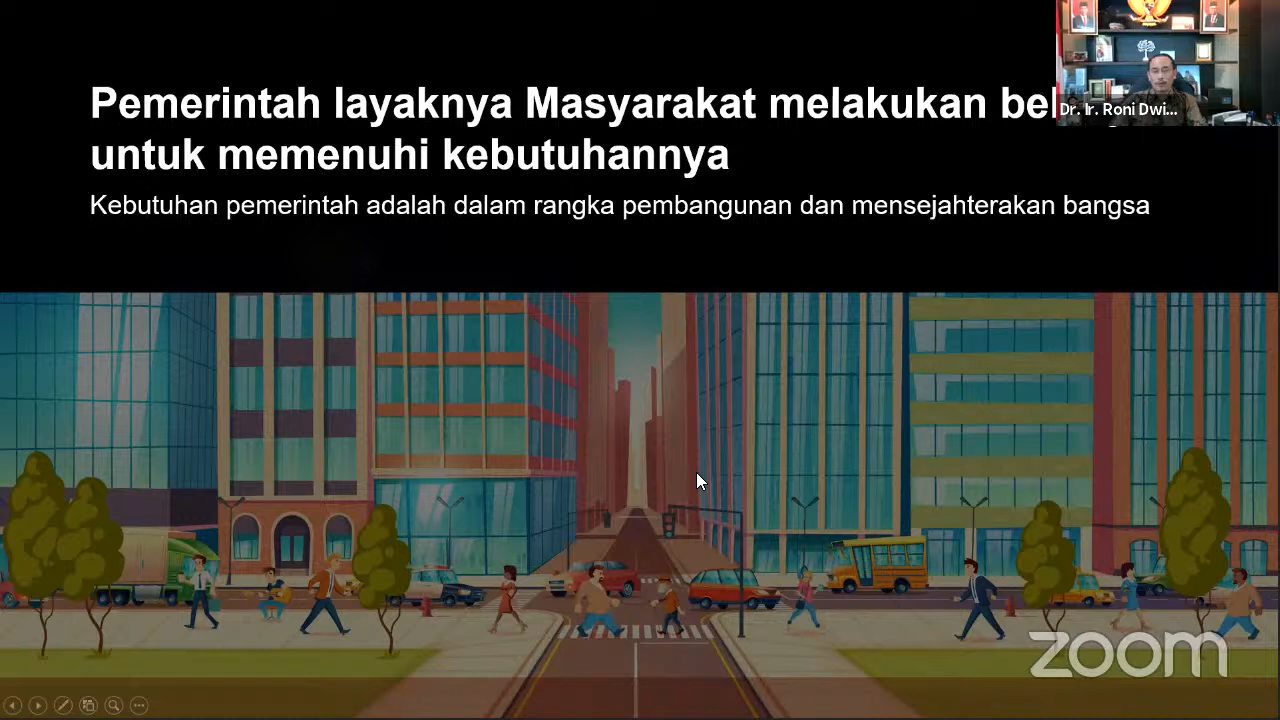 Pemerintah layaknya Masyarakat melakukan bel
untuk memenuhi kebutuhannya
Kebutuhan pemerintah adalah dalam rangka pembangunan dan mensejahterakan bangsa
Dr. Ir. Roni Dwi...
zoom